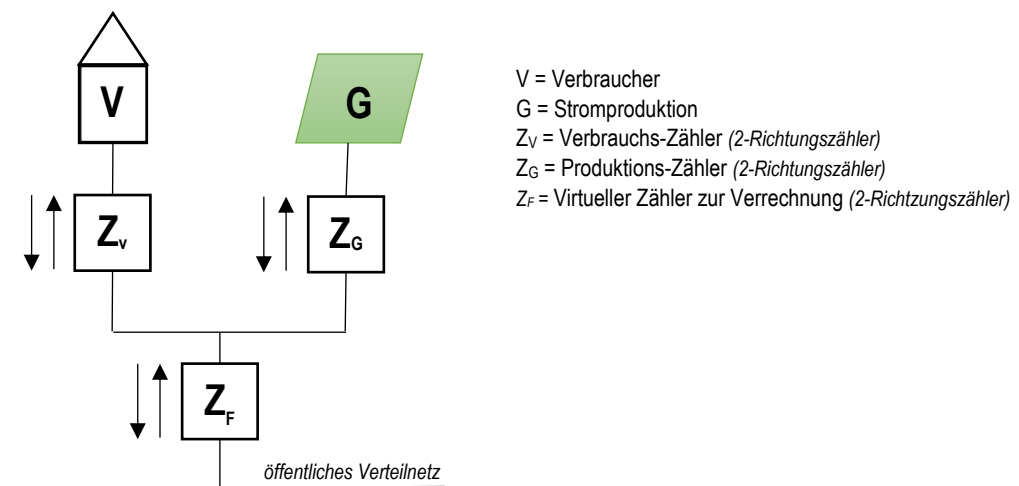 V
G
V = Verbraucher
G = Stromproduktion
ZV = Verbrauchs-Zähler (2-Richtungszähler)
ZG = Produktions-Zähler (2-Richtungszähler)
ZF = Virtueller Zähler zur Verrechnung (2-Richtzungszähler)
Zv
ZG
ZF
öffentliches Verteilnetz